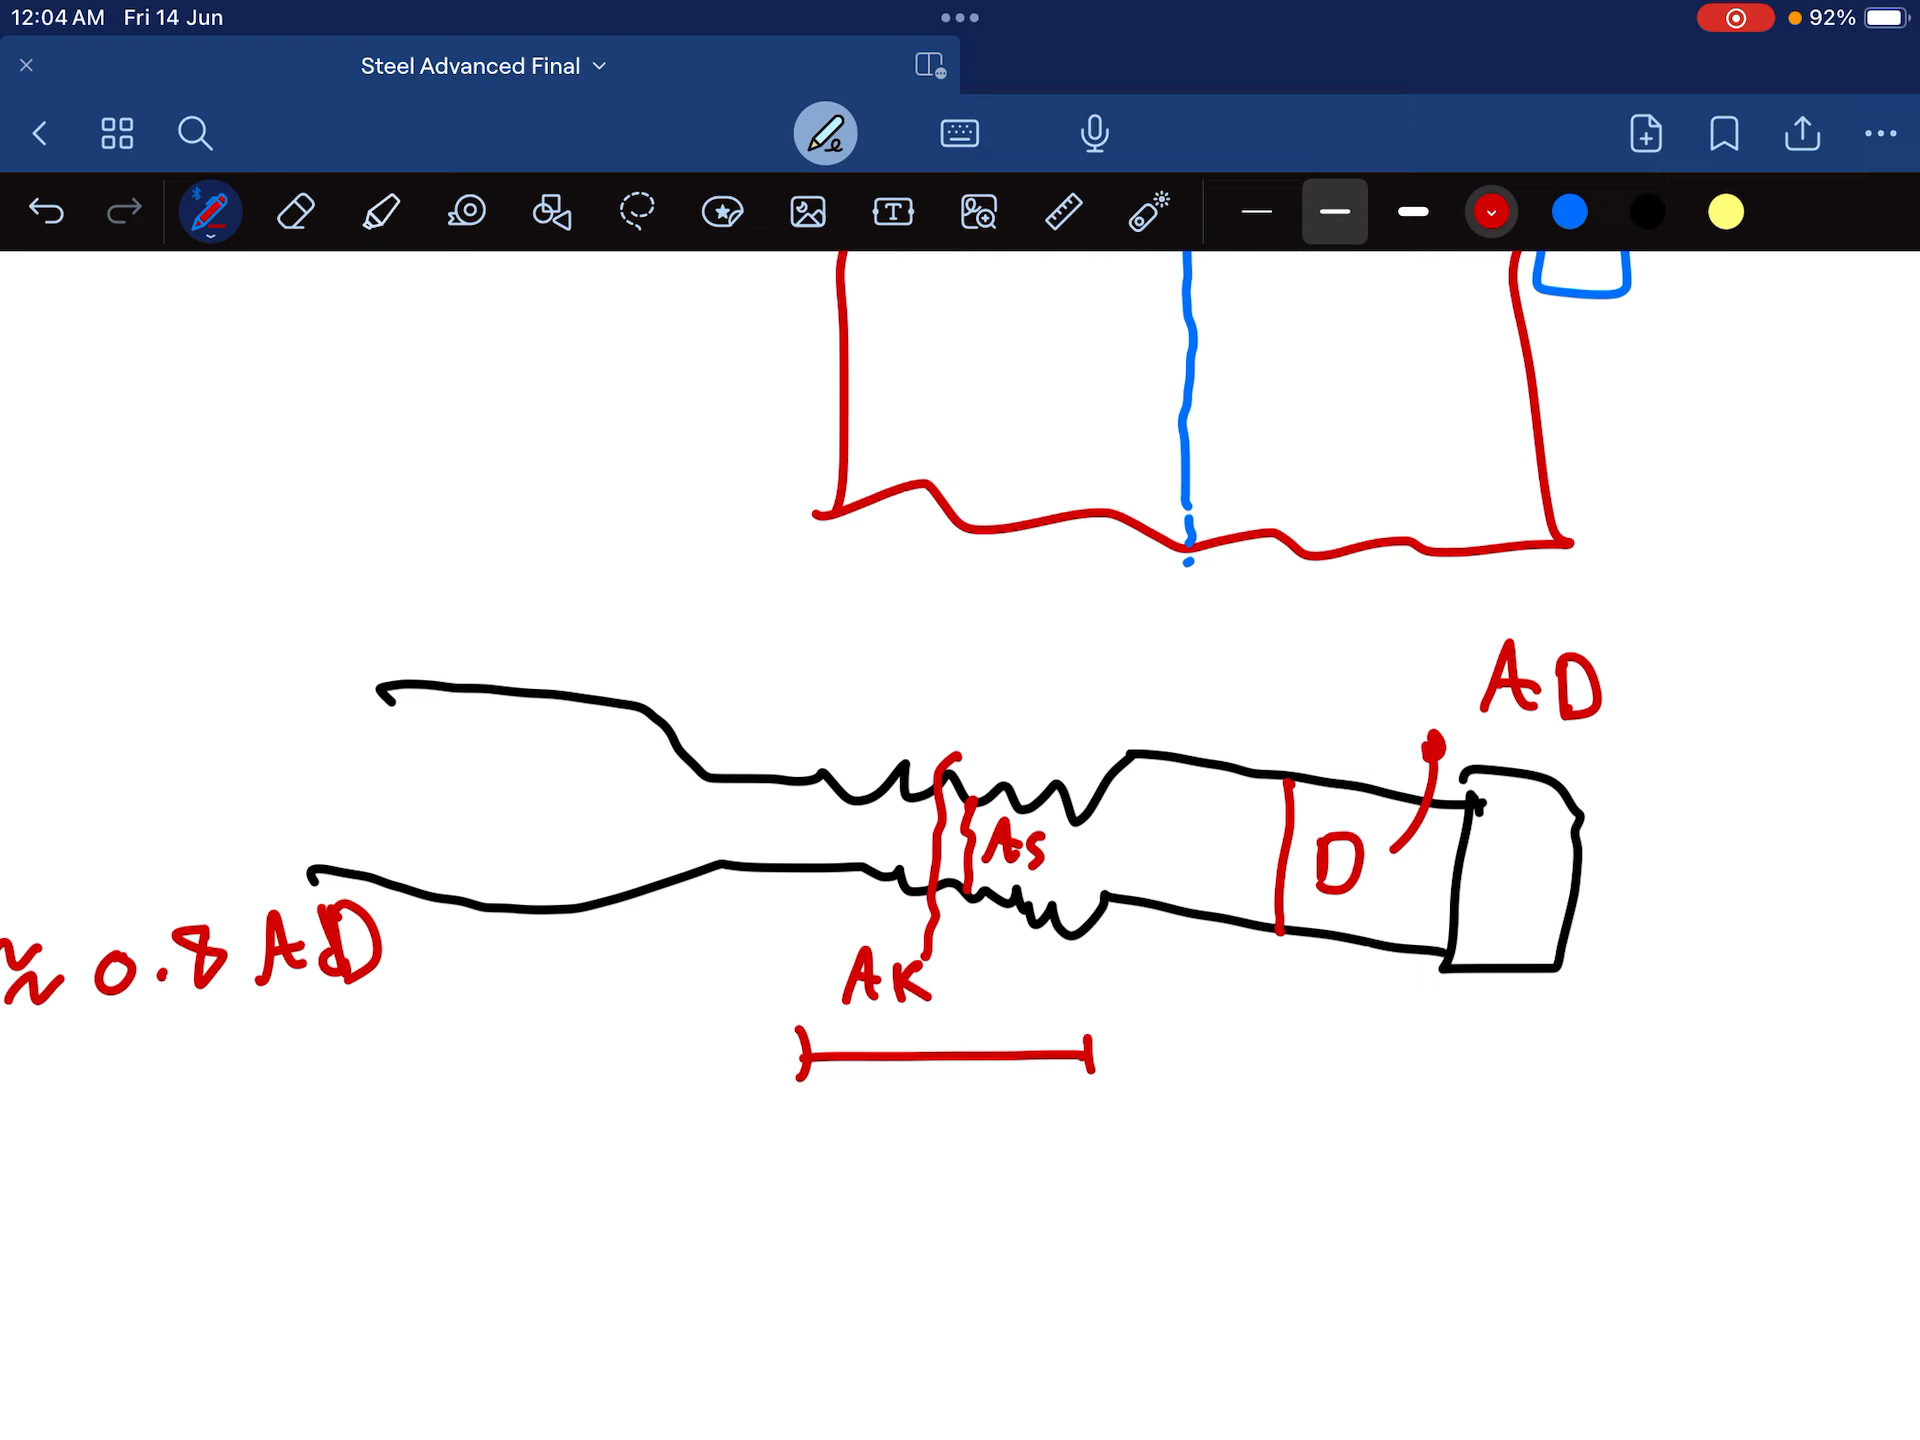 12:04 AM Fri 14 Jun
92%
Steel Advanced Final
AD
As
D
≈ 0.8 AD
AK